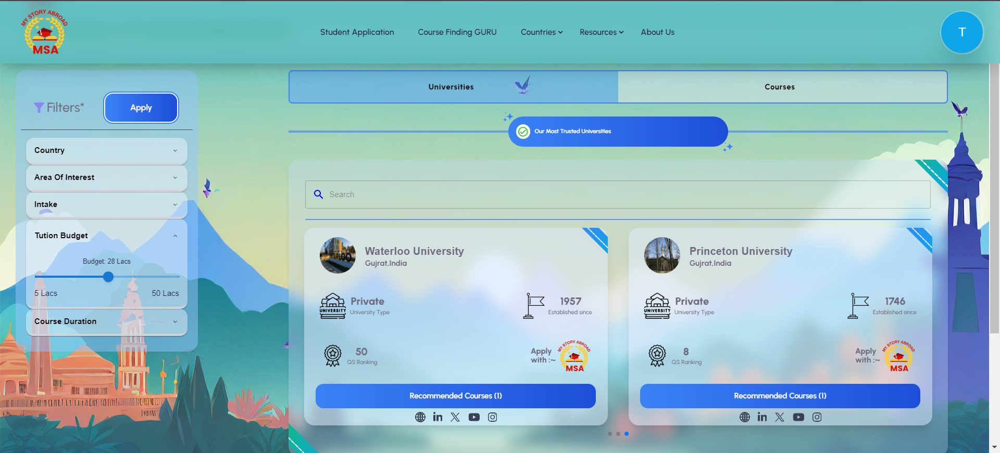 MY STORY ABROAD
MSA
Student Application
Course Finding GURU
Countries
Resources
About Us
T
Filters*
Apply
Country
Area Of Interest
Intake
Tution Budget
Budget: 28 Lacs
5 Lacs
50 Lacs
Course Duration
Universities
Courses
Our Most Trusted Universities
Search
Waterloo University
Gujrat,India
Private
University Type
UNIVERSITY
1957
Established since
50
QS Ranking
Apply
with :~
MY STORY ABROAD
MSA
Recommended Courses (1)
Princeton University
Gujrat,India
Private
University Type
UNIVERSITY
1746
Established since
8
QS Ranking
Apply
with :~
MY STORY ABROAD
MSA
Recommended Courses (1)